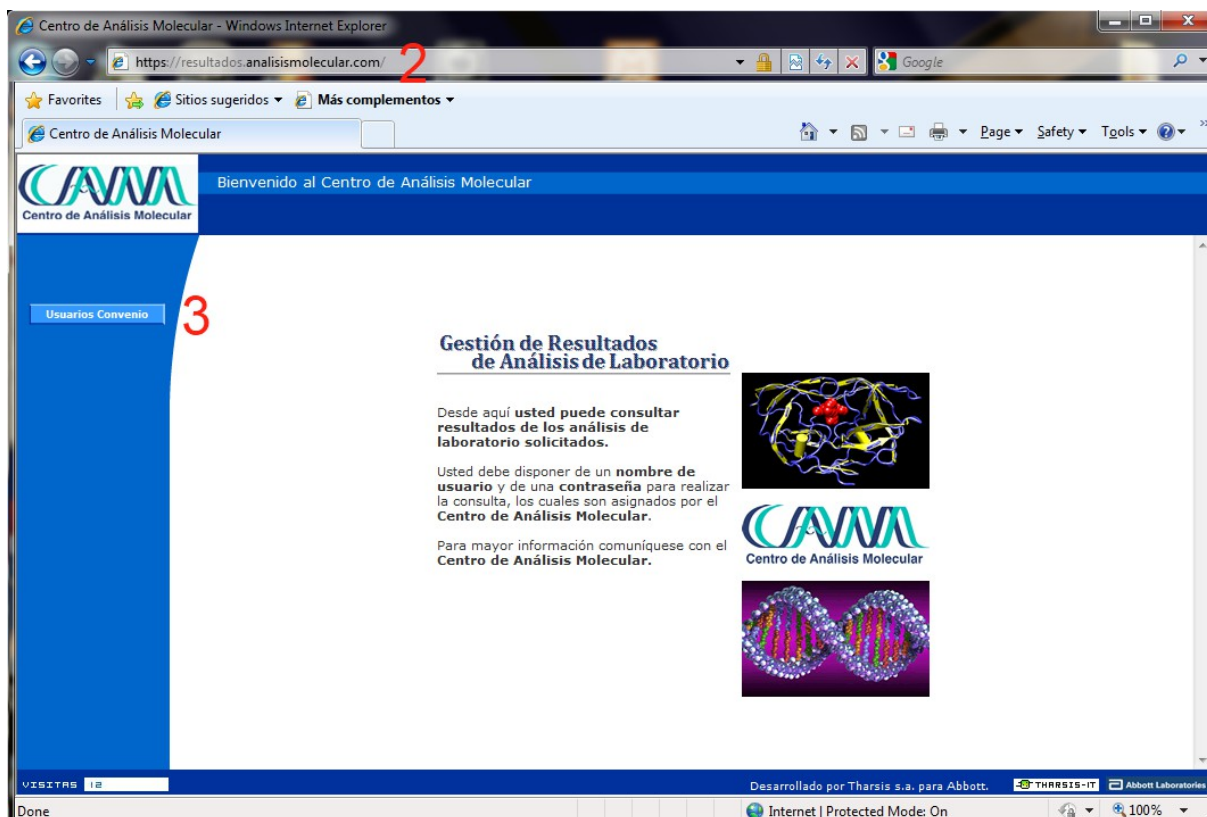 Centro de Análisis Molecular - Windows Internet Explorer
https://resultados.analisismolecular.com/
2
Google
Favorites
Sitios sugeridos
Más complementos
Centro de Análisis Molecular
Page
Safety
Tools
CAM
Centro de Análisis Molecular
Bienvenido al Centro de Análisis Molecular
Usuarios Convenio
3
Gestión de Resultados
de Análisis de Laboratorio
Desde aquí usted puede consultar
resultados de los análisis de
laboratorio solicitados.
Usted debe disponer de un nombre de
usuario y de una contraseña para realizar
la consulta, los cuales son asignados por el
Centro de Análisis Molecular.
Para mayor información comuníquese con el
Centro de Análisis Molecular.
CAM
Centro de Análisis Molecular
VISITAS 12
Desarrollado por Tharsis s.a. para Abbott.
THARSIS-IT
Abbott Laboratories
Done
Internet | Protected Mode: On
100%